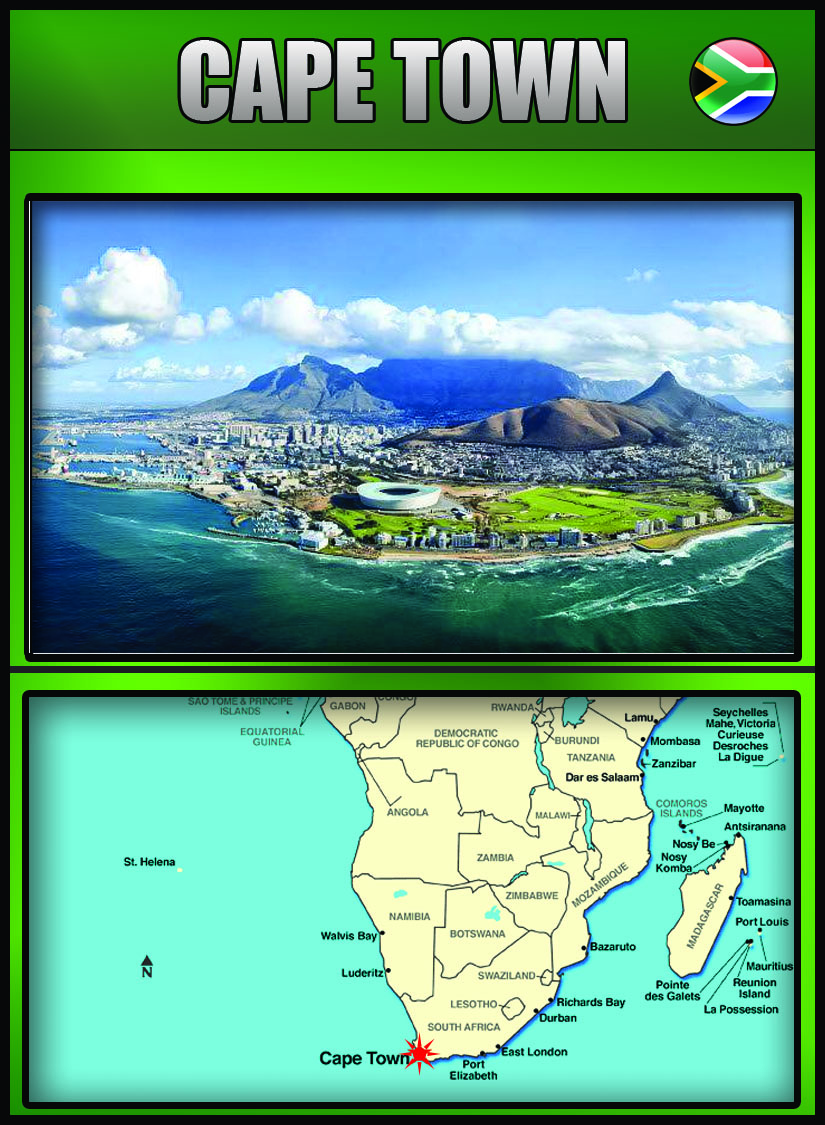 CAPE TOWN
SAO TOME & PRINCIPE
ISLANDS
EQUATORIAL
GUINEA
GABON
CONGO
DEMOCRATIC
REPUBLIC OF CONGO
RWANDA
BURUNDI
TANZANIA
Lamu
Mombasa
Zanzibar
Dar es Salaam
Seychelles
Mahe, Victoria
Curieuse
Desroches
La Digue
COMOROS
ISLANDS
Mayotte
Antsiranana
Nosy Be
Nosy
Komba
ANGOLA
MALAWI
ZAMBIA
MOZAMBIQUE
MADAGASCAR
St. Helena
ZIMBABWE
NAMIBIA
BOTSWANA
Toamasina
Port Louis
Walvis Bay
Bazaruto
Mauritius
N
Luderitz
SWAZILAND
Pointe
des Galets
Reunion
Island
La Possession
LESOTHO
Richards Bay
Durban
SOUTH AFRICA
Cape Town
East London
Port
Elizabeth